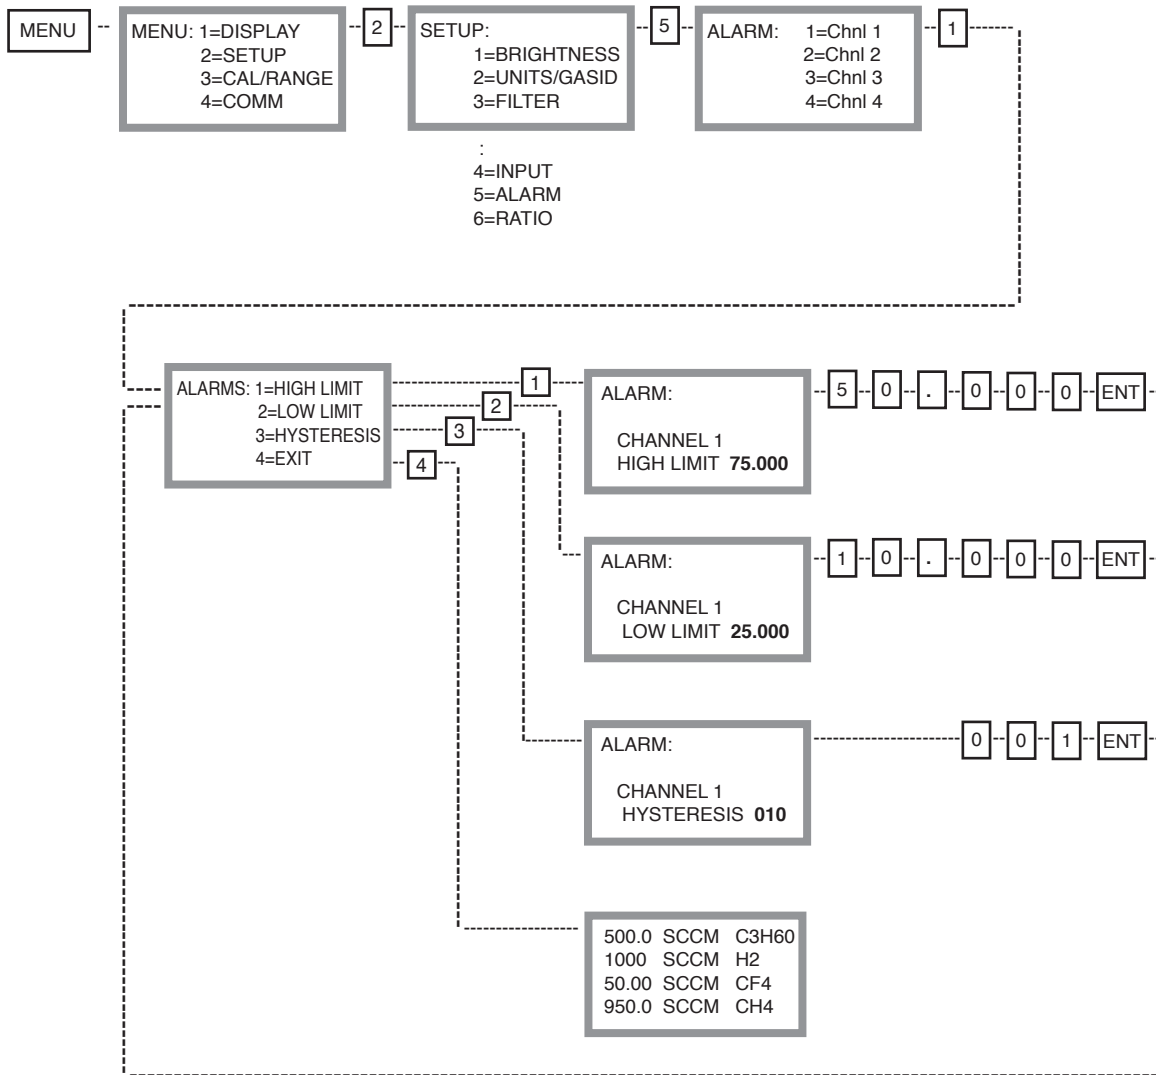 MENU
MENU: 1=DISPLAY
2=SETUP
3=CAL/RANGE
4=COMM
2
SETUP:
1=BRIGHTNESS
2=UNITS/GASID
3=FILTER
:
4=INPUT
5=ALARM
6=RATIO
5
ALARM: 1=Chnl 1
2=Chnl 2
3=Chnl 3
4=Chnl 4
1
ALARMS: 1=HIGH LIMIT
2=LOW LIMIT
3=HYSTERESIS
4=EXIT
1
2
3
4
ALARM:
CHANNEL 1
HIGH LIMIT 75.000
5 0 . 0 0 0 ENT
ALARM:
CHANNEL 1
LOW LIMIT 25.000
1 0 . 0 0 0 ENT
ALARM:
CHANNEL 1
HYSTERESIS 010
0 0 1 ENT
500.0 SCCM C3H60
1000 SCCM H2
50.00 SCCM CF4
950.0 SCCM CH4